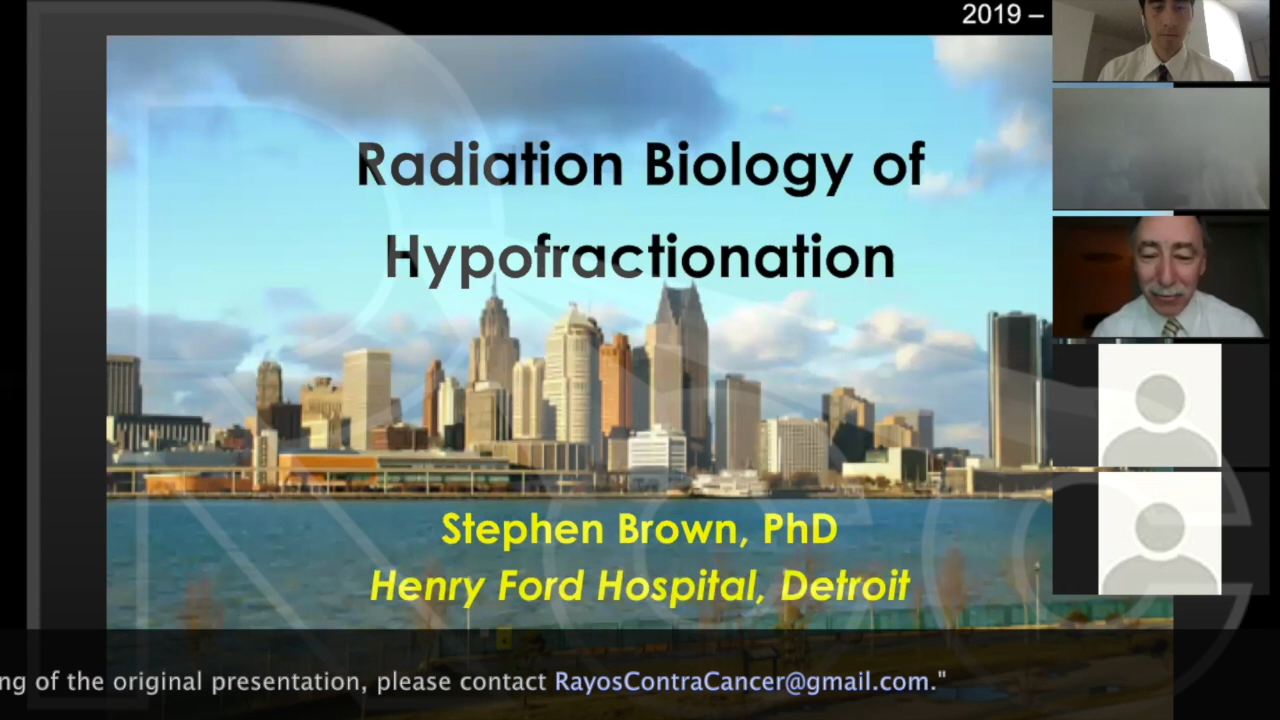 2019 –
Radiation Biology of
Hypofractionation
Stephen Brown, PhD
Henry Ford Hospital, Detroit
ng of the original presentation, please contact RayosContraCancer@gmail.com."